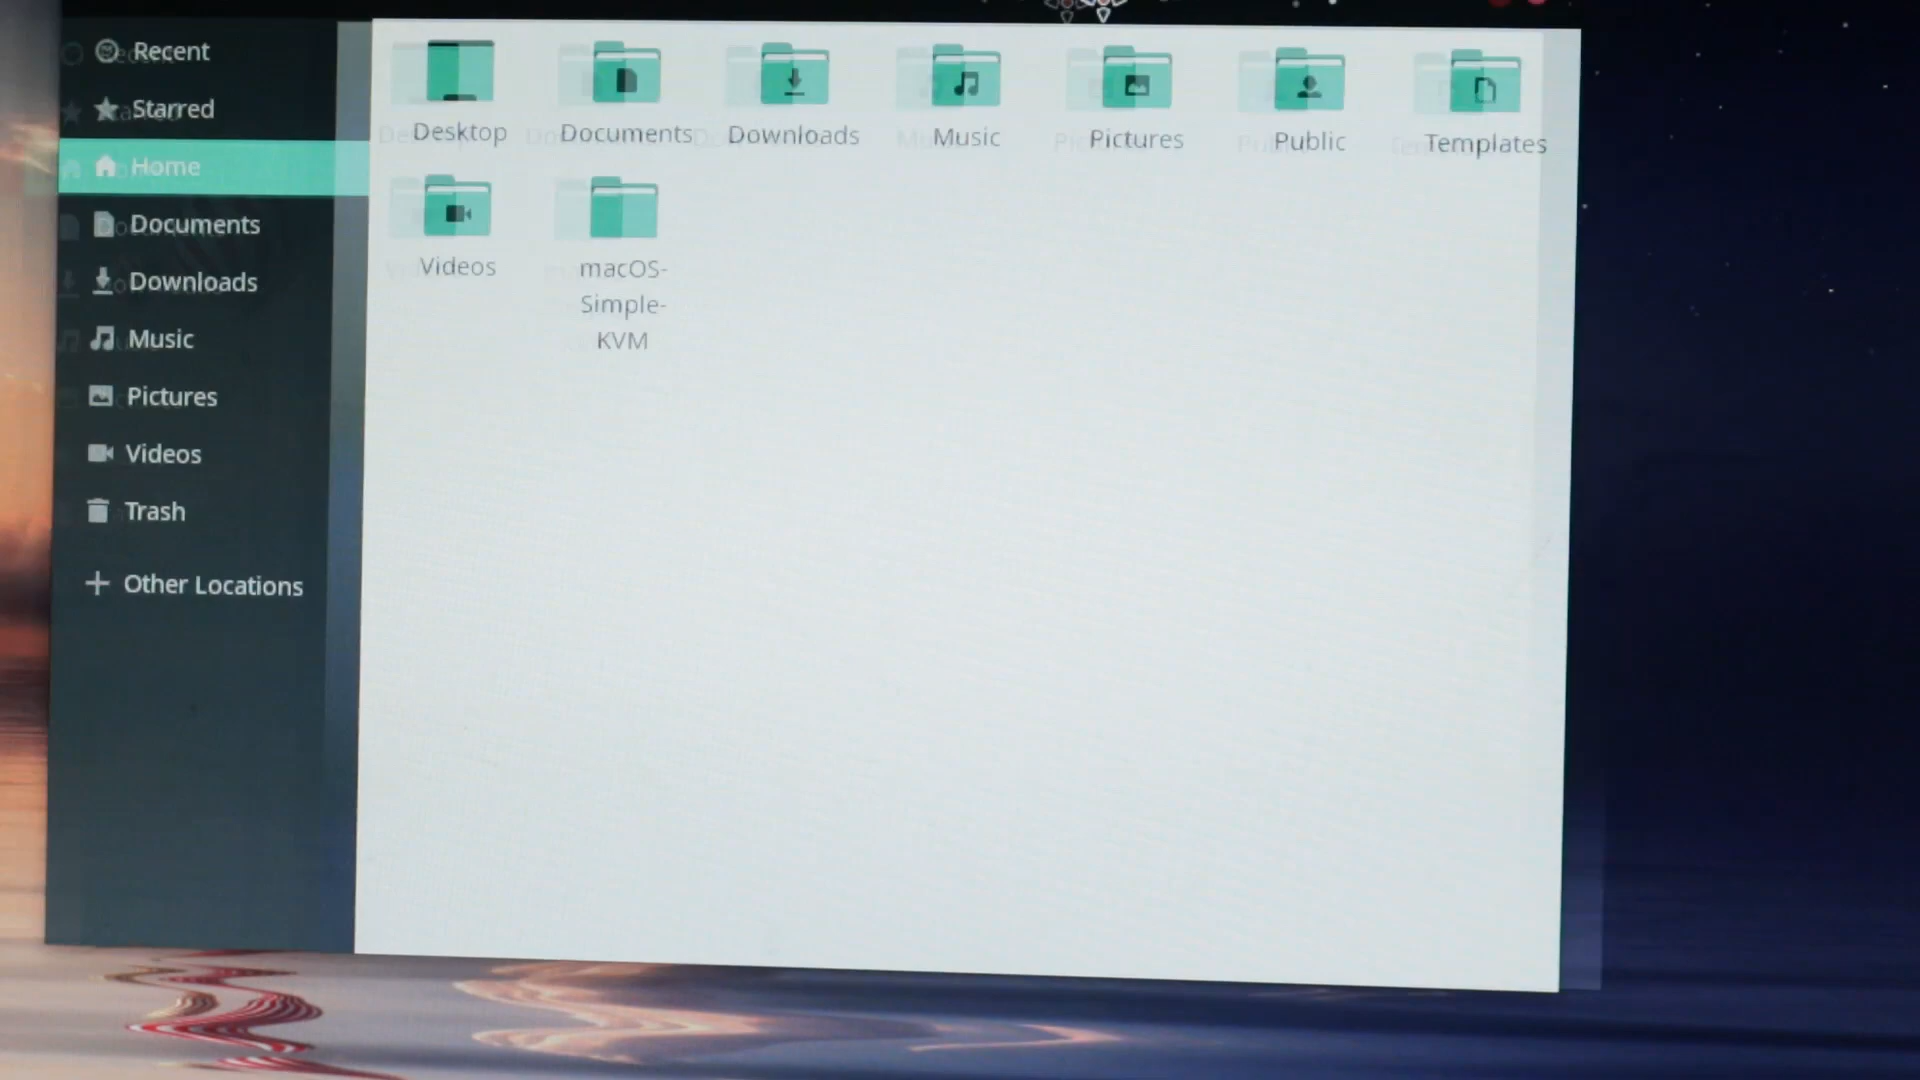 Recent
Starred
Home
Documents
Downloads
Music
Pictures
Videos
Trash
Other Locations
Desktop
Documents
Downloads
Music
Pictures
Public
Templates
Videos
macOS-
Simple-
KVM